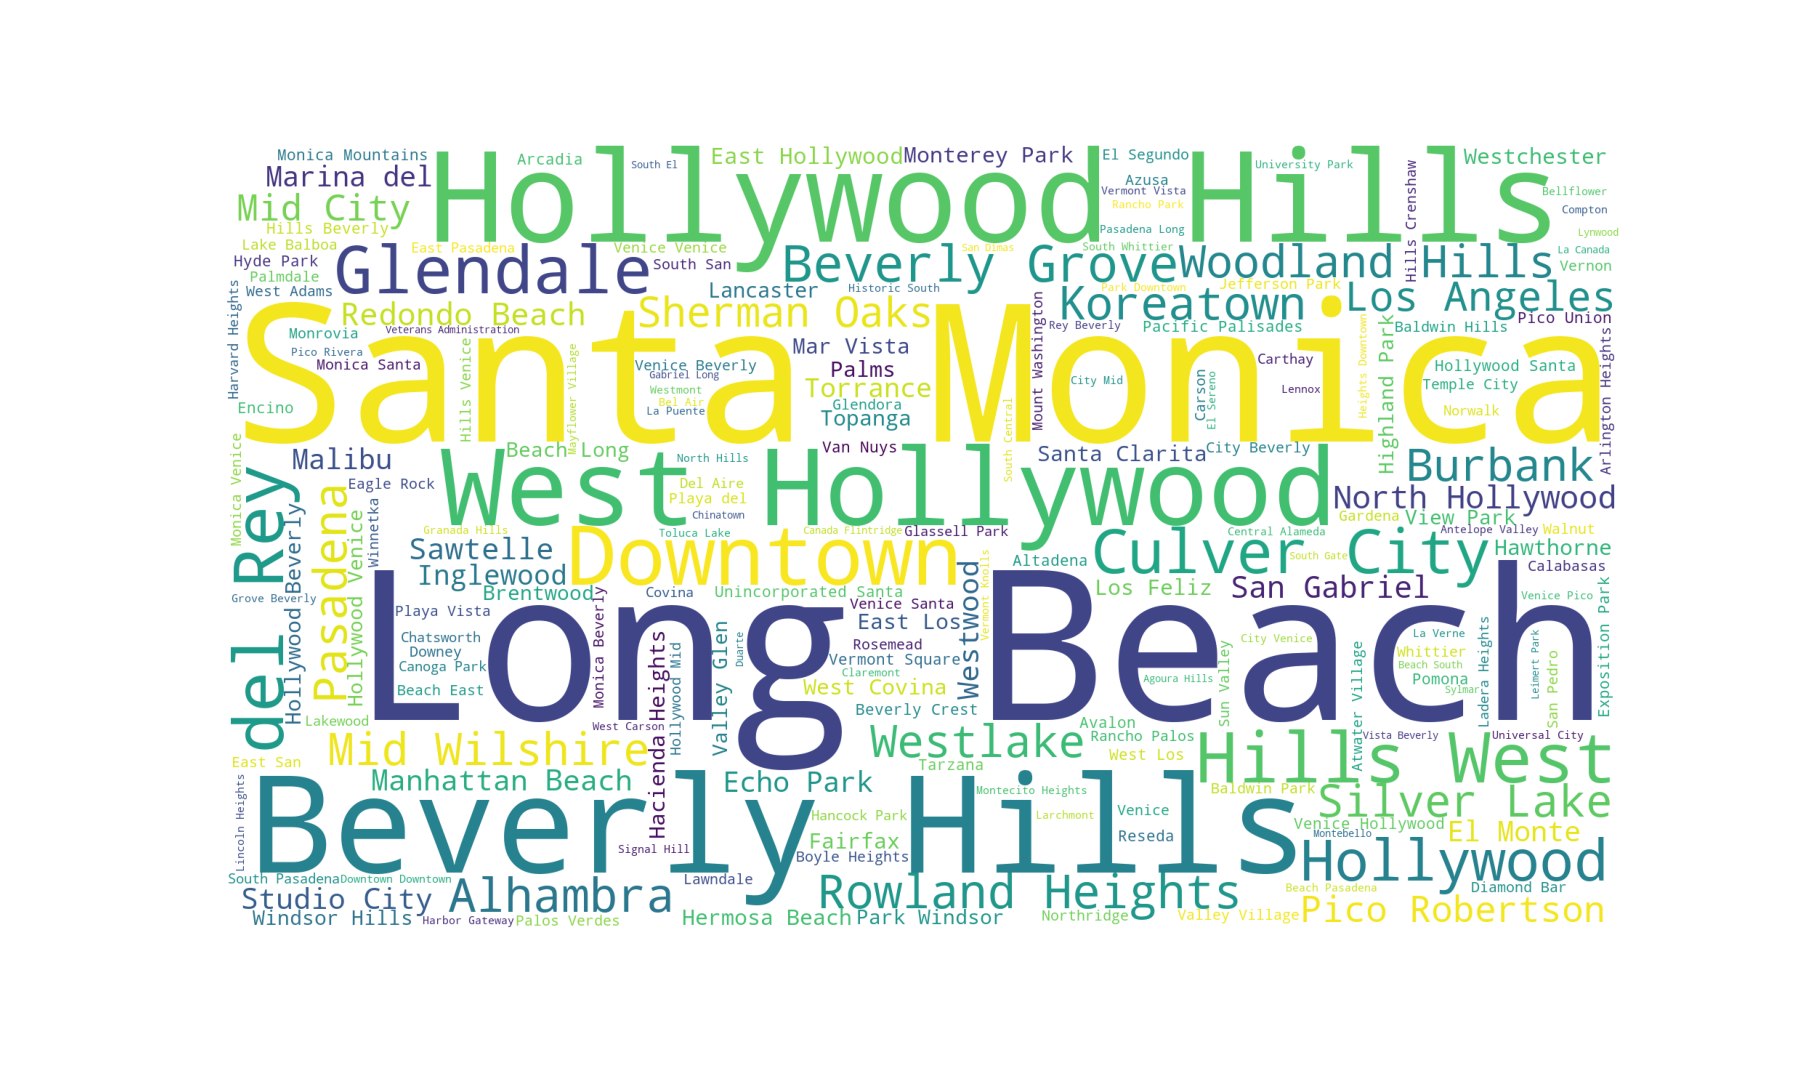 Monica Mountains
Arcadia
South El
East Hollywood
Monterey Park
El Segundo
University Park
Westchester
Marina del
Hollywood Hills
Azusa
Vermont Vista
Rancho Park
Hills Crenshaw
Bellflower
Compton
Mid City
Hills Beverly
Pasadena Long
Lynwood
Lake Balboa
East Pasadena
Venice Venice
San Dimas
South Whittier
La Canada
Hyde Park
Glendale
South San
Beverly Grove
Woodland Hills
Vernon
Palmdale
West Adams
Lancaster
Historic South
Park Downtown
Jefferson Park
Harvard Heights
Redondo Beach
Sherman Oaks
Koreatown
Los Angeles
Santa Monica
Monrovia
Veterans Administration
Mount Washington
Rey Beverly
Pacific Palisades
Heights Downtown
Highland Park
Baldwin Hills
Pico Union
Arlington Heights
Pico Rivera
Monica Santa
Hills Venice
Mayflower Village
Venice Beverly
Gabriel Long
Mar Vista
Palms
City Mid
Carson
El Sereno
Carthay
Lennox
Hollywood Santa
Temple City
Westmont
Bel Air
La Puente
Torrance
Glendora
Topanga
South Central
Norwalk
Encino
Monica Venice
Malibu
Beach Long
Van Nuys
Santa Clarita
City Beverly
Burbank
West Hollywood
North Hills
Eagle Rock
Del Aire
Playa del
Chinatown
North Hollywood
del Rey
Hollywood Beverly
Pasadena
Hollywood Venice
Winnetka
Granada Hills
Toluca Lake
Canada Flintridge
Glassell Park
Central Alameda
Gardena
View Park
Antelope Valley
Walnut
Sawtelle
Downtown
Altadena
Culver City
South Gate
Hawthorne
Inglewood
Calabasas
Brentwood
Covina
Unincorporated Santa
Westwood
Vermont Knolls
Los Feliz
San Gabriel
Grove Beverly
Playa Vista
Venice Santa
East Los
Venice Pico
Exposition Park
Long Beach
Chatsworth
Downey
Canoga Park
Beach East
Monica Beverly
Hacienda Heights
Hollywood Mid
Valley Glen
Duarte
Rosemead
Vermont Square
Claremont
West Covina
Beverly Crest
Agoura Hills
Sun Valley
City Venice
Atwater Village
La Verne
Whittier
Beach South
Pomona
Sylmar
Ladera Heights
Leimert Park
San Pedro
Lakewood
West Carson
Avalon
Rancho Palos
Vista Beverly
Universal City
East San
Mid Wilshire
Westlake
Tarzana
West Los
Hills West
Lincoln Heights
Manhattan Beach
Echo Park
Montecito Heights
Baldwin Park
Silver Lake
Beverly Hills
Hancock Park
Larchmont
Venice
Venice Hollywood
Fairfax
Reseda
Montebello
El Monte
Signal Hill
Boyle Heights
Hollywood
South Pasadena
Downtown Downtown
Lawndale
Studio City
Alhambra
Rowland Heights
Beach Pasadena
Diamond Bar
Windsor Hills
Harbor Gateway
Palos Verdes
Hermosa Beach
Park Windsor
Northridge
Valley Village
Pico Robertson